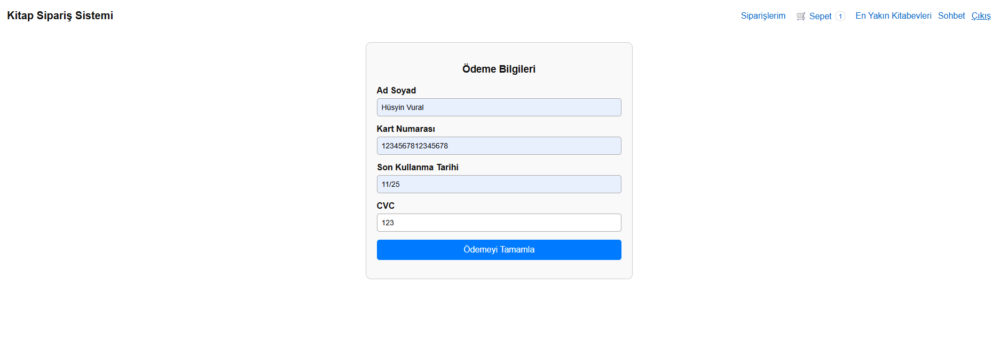 Kitap Sipariş Sistemi
Siparişlerim Sepet 1 En Yakın Kitabevleri Sohbet Çıkış
Ödeme Bilgileri
Ad Soyad
Hüsyin Vural
Kart Numarası
1234567812345678
Son Kullanma Tarihi
11/25
CVC
123
Ödemeyi Tamamla